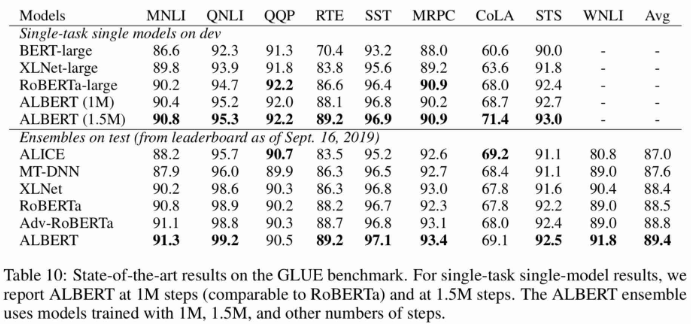 Models MNLI QNLI QQP RTE SST MRPC CoLA STS WNLI Avg
Single-task single models on dev
BERT-large 86.6 92.3 91.3 70.4 93.2 88.0 60.6 90.0 - -
XLNet-large 89.8 93.9 91.8 83.8 95.6 89.2 63.6 91.8 - -
RoBERTa-large 90.2 94.7 92.2 86.6 96.4 90.9 68.0 92.4 - -
ALBERT (1M) 90.4 95.2 92.0 88.1 96.8 90.2 68.7 92.7 - -
ALBERT (1.5M) 90.8 95.3 92.2 89.2 96.9 90.9 71.4 93.0 - -
Ensembles on test (from leaderboard as of Sept. 16, 2019)
ALICE 88.2 95.7 90.7 83.5 95.2 92.6 69.2 91.1 80.8 87.0
MT-DNN 87.9 96.0 89.9 86.3 96.5 92.7 68.4 91.1 89.0 87.6
XLNet 90.2 98.6 90.3 86.3 96.8 93.0 67.8 91.6 90.4 88.4
RoBERTa 90.8 98.9 90.2 88.2 96.7 92.3 67.8 92.2 89.0 88.5
Adv-RoBERTa 91.1 98.8 90.3 88.7 96.8 93.1 68.0 92.4 89.0 88.8
ALBERT 91.3 99.2 90.5 89.2 97.1 93.4 69.1 92.5 91.8 89.4
Table 10: State-of-the-art results on the GLUE benchmark. For single-task single-model results, we
report ALBERT at 1M steps (comparable to RoBERTa) and at 1.5M steps. The ALBERT ensemble
uses models trained with 1M, 1.5M, and other numbers of steps.